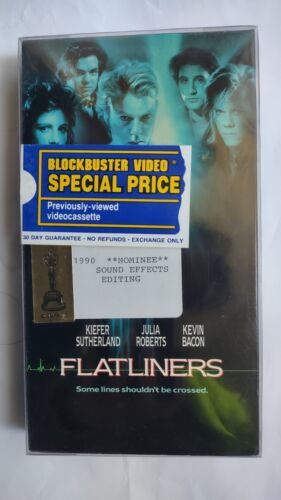 BLOCKBUSTER VIDEO
SPECIAL PRICE
Previously-viewed
videocassette
30 DAY GUARANTEE • NO REFUNDS • EXCHANGE ONLY
1990 **NOMINEE**
SOUND EFFECTS
EDITING
KIEFER SUTHERLAND
JULIA ROBERTS
KEVIN BACON
FLATLINERS
Some lines shouldn't be crossed.